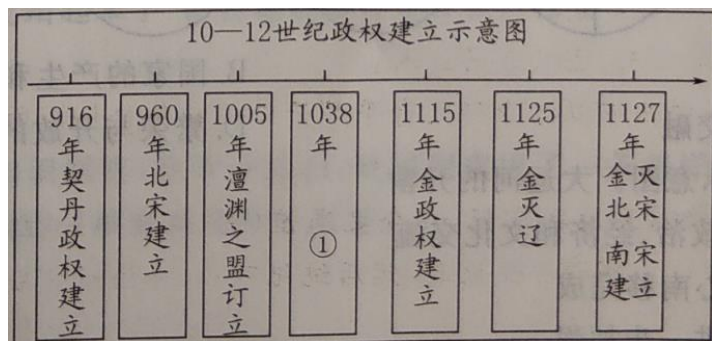 10—12世纪政权建立示意图
916年契丹政权建立
960年北宋建立
1005年澶渊之盟订立
1038年 ①
1115年金政权建立
1125年金灭辽
1127年金灭北宋 南宋建立